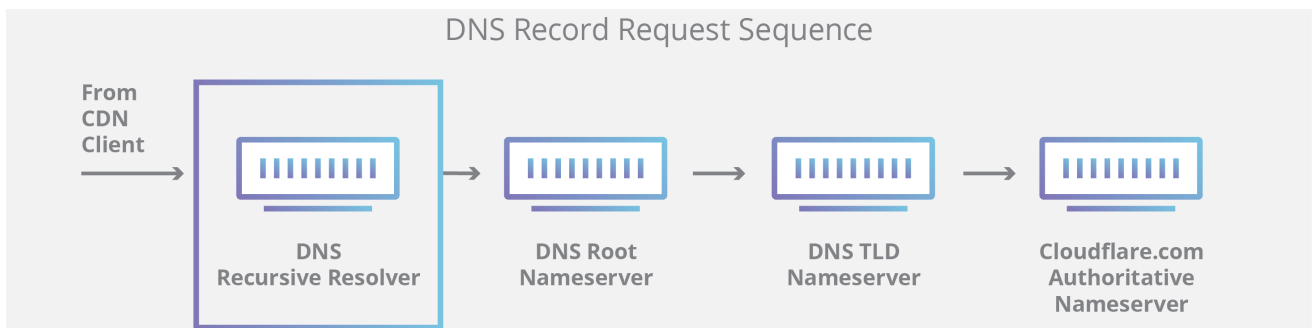 DNS Record Request Sequence
From
CDN
Client
DNS
Recursive Resolver
DNS Root
Nameserver
DNS TLD
Nameserver
Cloudflare.com
Authoritative
Nameserver